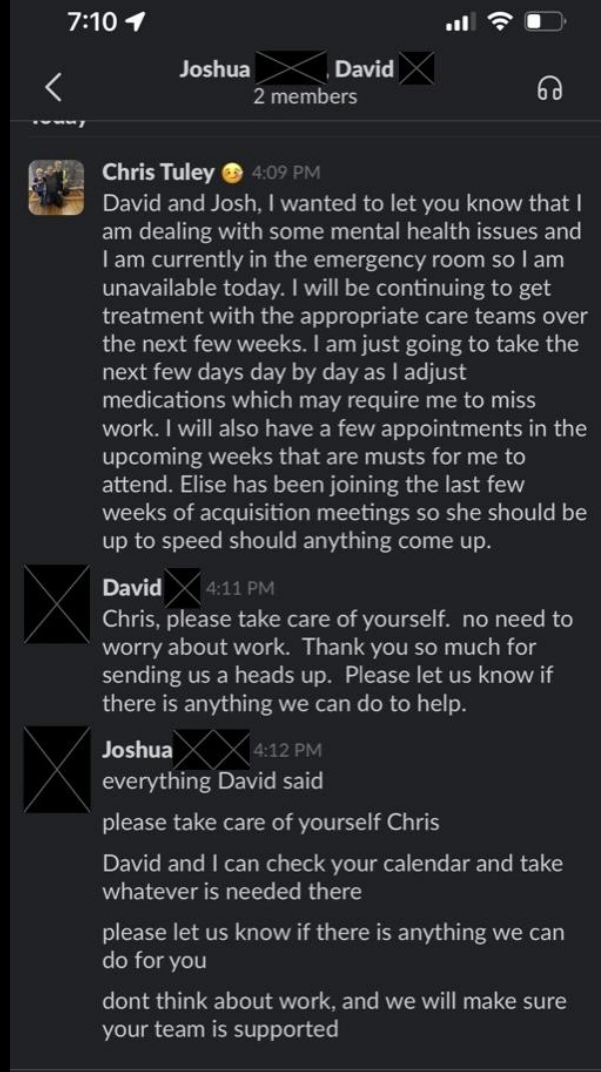 7:10
Joshua , David
2 members
Today
Chris Tuley 4:09 PM
David and Josh, I wanted to let you know that I
am dealing with some mental health issues and
I am currently in the emergency room so I am
unavailable today. I will be continuing to get
treatment with the appropriate care teams over
the next few weeks. I am just going to take the
next few days day by day as I adjust
medications which may require me to miss
work. I will also have a few appointments in the
upcoming weeks that are musts for me to
attend. Elise has been joining the last few
weeks of acquisition meetings so she should be
up to speed should anything come up.
David 4:11 PM
Chris, please take care of yourself. no need to
worry about work. Thank you so much for
sending us a heads up. Please let us know if
there is anything we can do to help.
Joshua 4:12 PM
everything David said
please take care of yourself Chris
David and I can check your calendar and take
whatever is needed there
please let us know if there is anything we can
do for you
dont think about work, and we will make sure
your team is supported